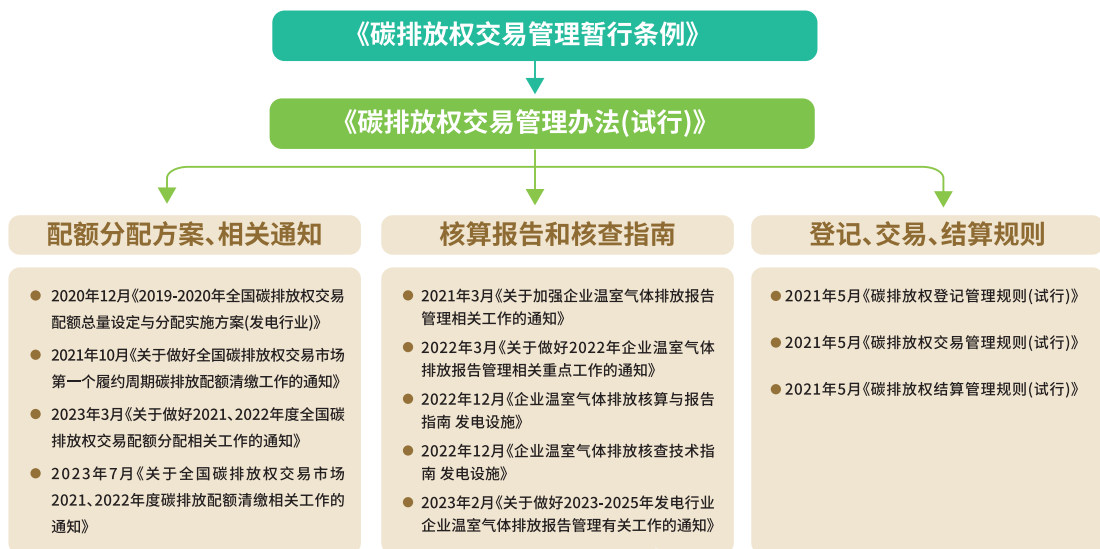 《碳排放权交易管理暂行条例》
《碳排放权交易管理办法(试行)》
配额分配方案、相关通知
2020年12月《2019-2020年全国碳排放权交易
配额总量设定与分配实施方案(发电行业)》
2021年10月《关于做好全国碳排放权交易市场
第一个履约周期碳排放配额清缴工作的通知》
2023年3月《关于做好2021、2022年度全国碳
排放权交易配额分配相关工作的通知》
2023年7月《关于全国碳排放权交易市场
2021、2022年度碳排放配额清缴相关工作的
通知》
核算报告和核查指南
2021年3月《关于加强企业温室气体排放报告
管理相关工作的通知》
2022年3月《关于做好2022年企业温室气体
排放报告管理相关重点工作的通知》
2022年12月《企业温室气体排放核算与报告
指南 发电设施》
2022年12月《企业温室气体排放核查技术指
南 发电设施》
2023年2月《关于做好2023-2025年发电行业
企业温室气体排放报告管理有关工作的通知》
登记、交易、结算规则
2021年5月《碳排放权登记管理规则(试行)》
2021年5月《碳排放权交易管理规则(试行)》
2021年5月《碳排放权结算管理规则(试行)》